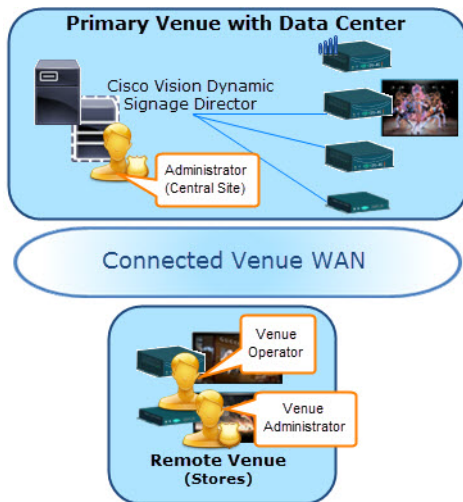 Primary Venue with Data Center
Cisco Vision Dynamic
Signage Director
Administrator
(Central Site)
Connected Venue WAN
Venue
Operator
Venue
Administrator
Remote Venue
(Stores)